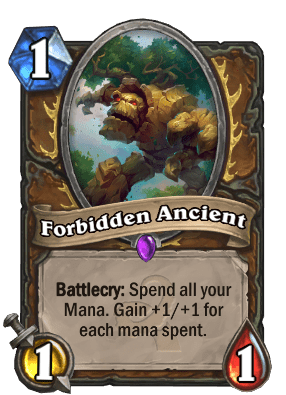 1
Forbidden Ancient
Battlecry: Spend all your
Mana. Gain +1/+1 for
each mana spent.
1
1